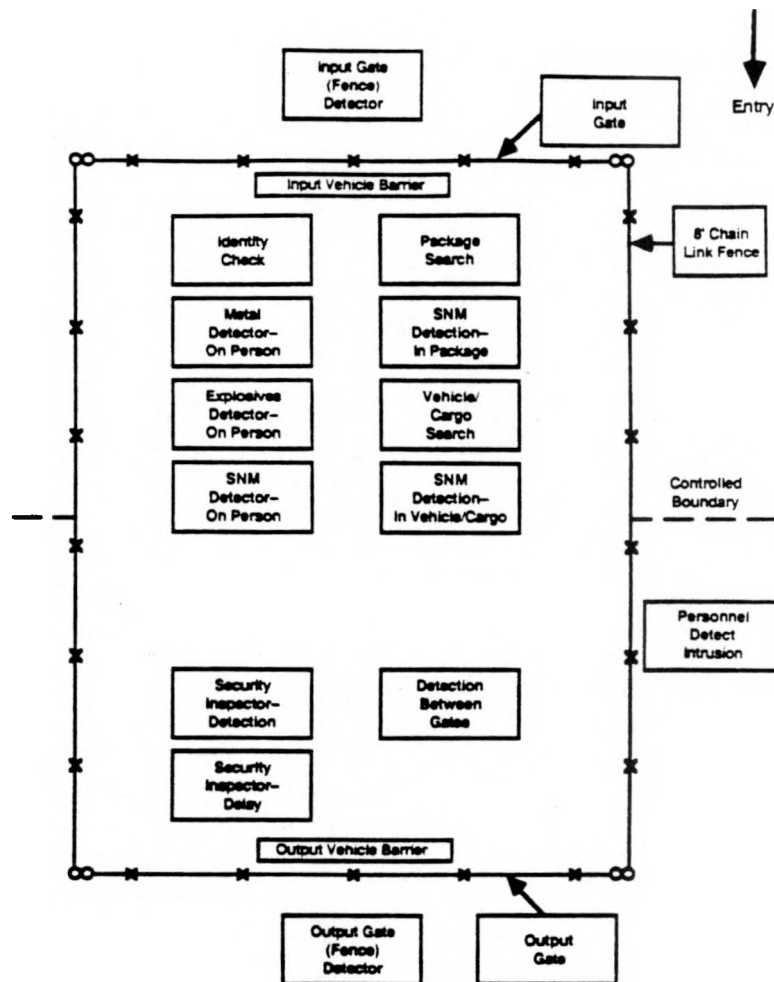 Input Gate
(Fence)
Detector
Input
Gate
Entry
Input Vehicle Barrier
Identity
Check
Package
Search
8' Chain
Link Fence
Metal
Detector–
On Person
SNM
Detection–
In Package
Explosives
Detector–
On Person
Vehicle/
Cargo
Search
SNM
Detector–
On Person
SNM
Detection–
In Vehicle/Cargo
Controlled
Boundary
Personnel
Detect
Intrusion
Security
Inspector–
Detection
Detection
Between
Gates
Security
Inspector–
Delay
Output Vehicle Barrier
Output Gate
(Fence)
Detector
Output
Gate